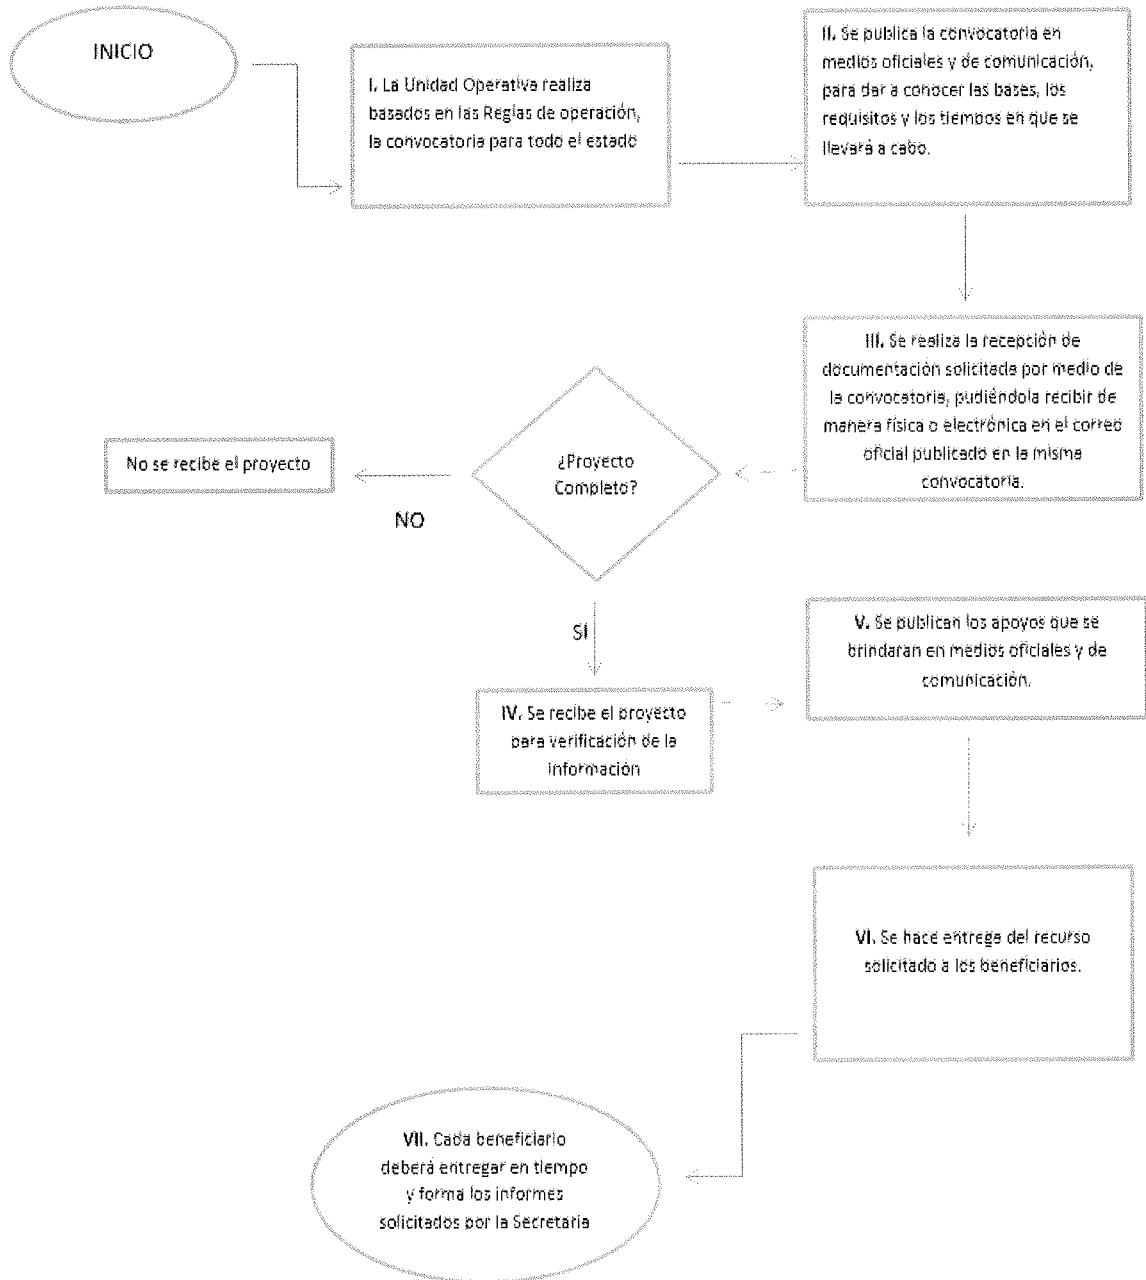 INICIO
I. La Unidad Operativa realiza
basados en las Reglas de operación,
la convocatoria para todo el estado
II. Se publica la convocatoria en
medios oficiales y de comunicación,
para dar a conocer las bases, los
requisitos y los tiempos en que se
llevará a cabo.
III. Se realiza la recepción de
documentación solicitada por medio de
la convocatoria, pudiéndola recibir de
manera física o electrónica en el correo
oficial publicado en la misma
convocatoria.
¿Proyecto
Completo?
No se recibe el proyecto
NO
SÍ
IV. Se recibe el proyecto
para verificación de la
información
V. Se publican los apoyos que se
brindaran en medios oficiales y de
comunicación.
VI. Se hace entrega del recurso
solicitado a los beneficiarios.
VII. Cada beneficiario
deberá entregar en tiempo
y forma los informes
solicitados por la Secretaria